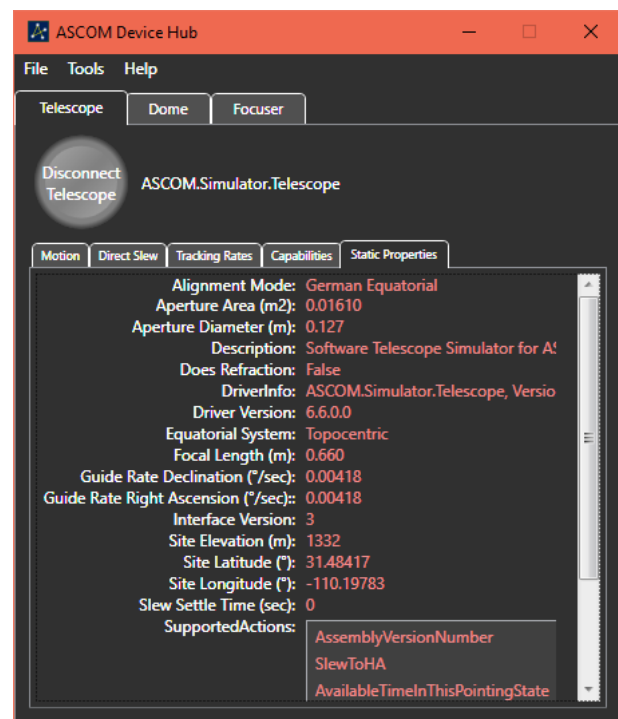 ASCOM Device Hub
File Tools Help
Telescope Dome Focuser
Disconnect
Telescope
ASCOM.Simulator.Telescope
Motion Direct Slew Tracking Rates Capabilities Static Properties
Alignment Mode: German Equatorial
Aperture Area (m2): 0.01610
Aperture Diameter (m): 0.127
Description: Software Telescope Simulator for AS
Does Refraction: False
DriverInfo: ASCOM.Simulator.Telescope, Versio
Driver Version: 6.6.0.0
Equatorial System: Topocentric
Focal Length (m): 0.660
Guide Rate Declination (°/sec): 0.00418
Guide Rate Right Ascension (°/sec):: 0.00418
Interface Version: 3
Site Elevation (m): 1332
Site Latitude (°): 31.48417
Site Longitude (°): -110.19783
Slew Settle Time (sec): 0
SupportedActions:
AssemblyVersionNumber
SlewToHA
AvailableTimeInThisPointingState